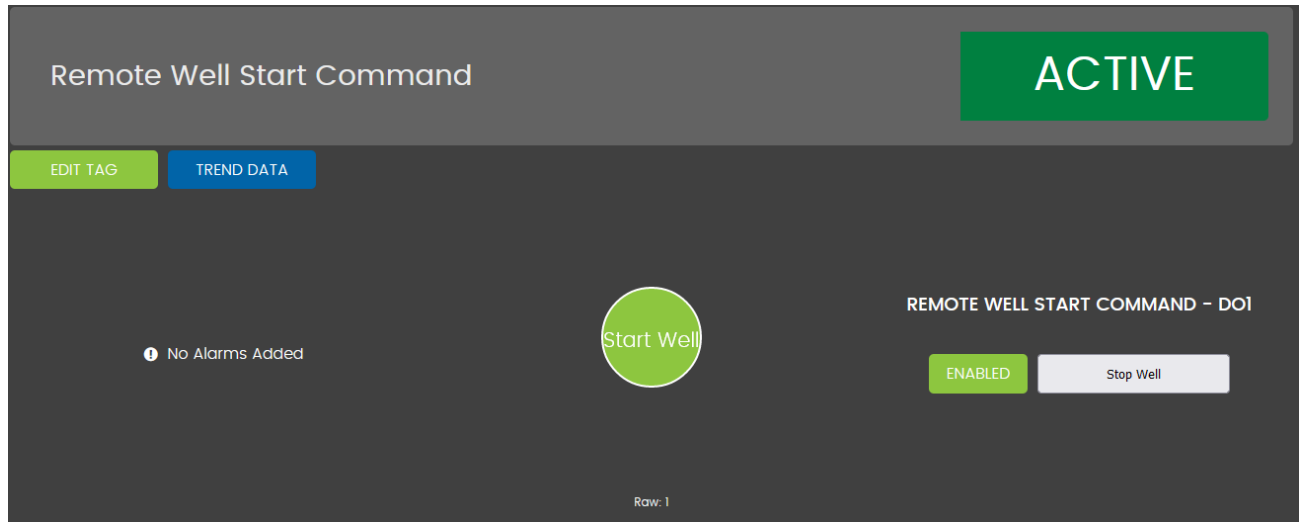 Remote Well Start Command
ACTIVE
EDIT TAG
TREND DATA
No Alarms Added
Start Well
REMOTE WELL START COMMAND - DO1
ENABLED
Stop Well
Raw: 1